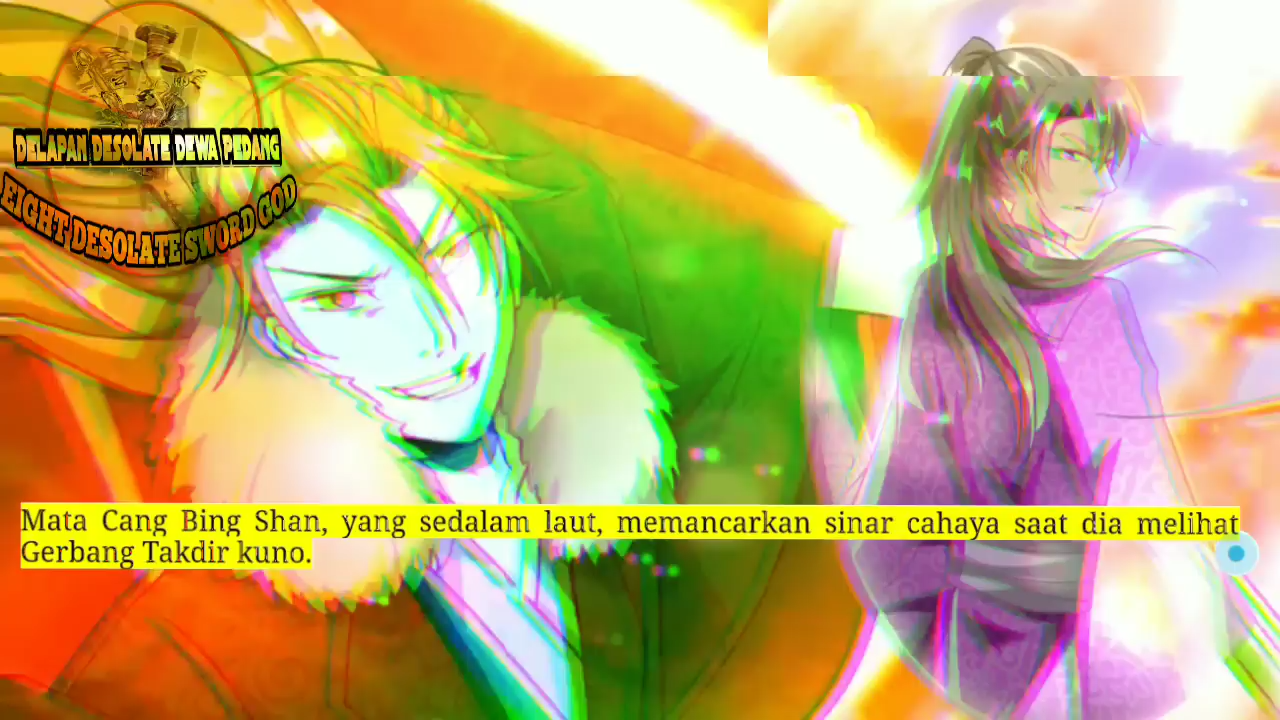 DELAPAN DESOLATE DEWA PEDANG
EIGHT DESOLATE SWORD GOD
Mata Cang Bing Shan, yang sedalam laut, memancarkan sinar cahaya saat dia melihat
Gerbang Takdir kuno.